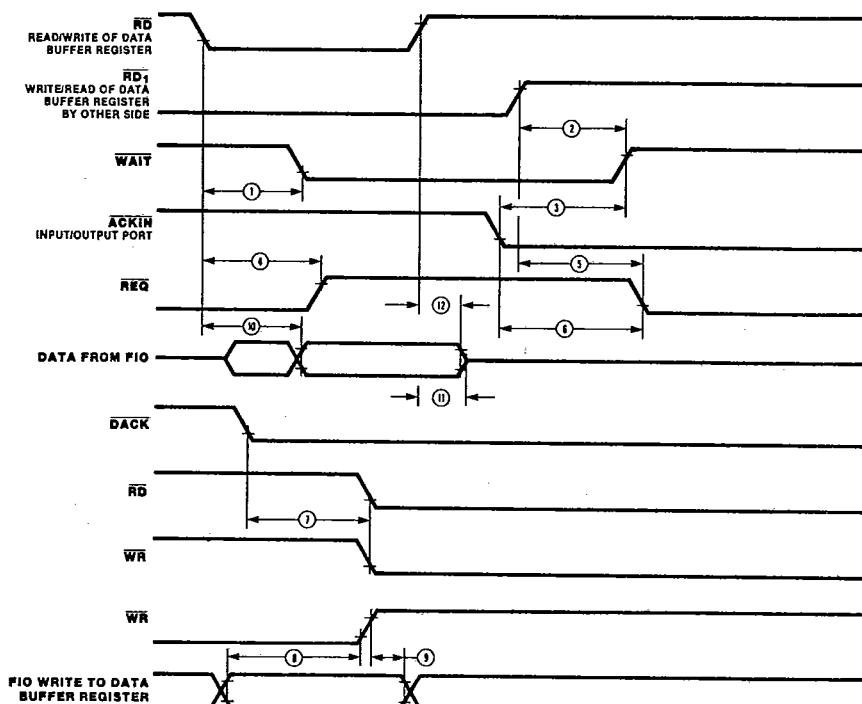 RD
READ/WRITE OF DATA
BUFFER REGISTER
RD1
WRITE/READ OF DATA
BUFFER REGISTER
BY OTHER SIDE
2
WAIT
1
3
ACKIN
INPUT/OUTPUT PORT
4
5
REQ
12
10
6
DATA FROM FIO
11
DACK
RD
7
WR
WR
8
9
FIO WRITE TO DATA
BUFFER REGISTER